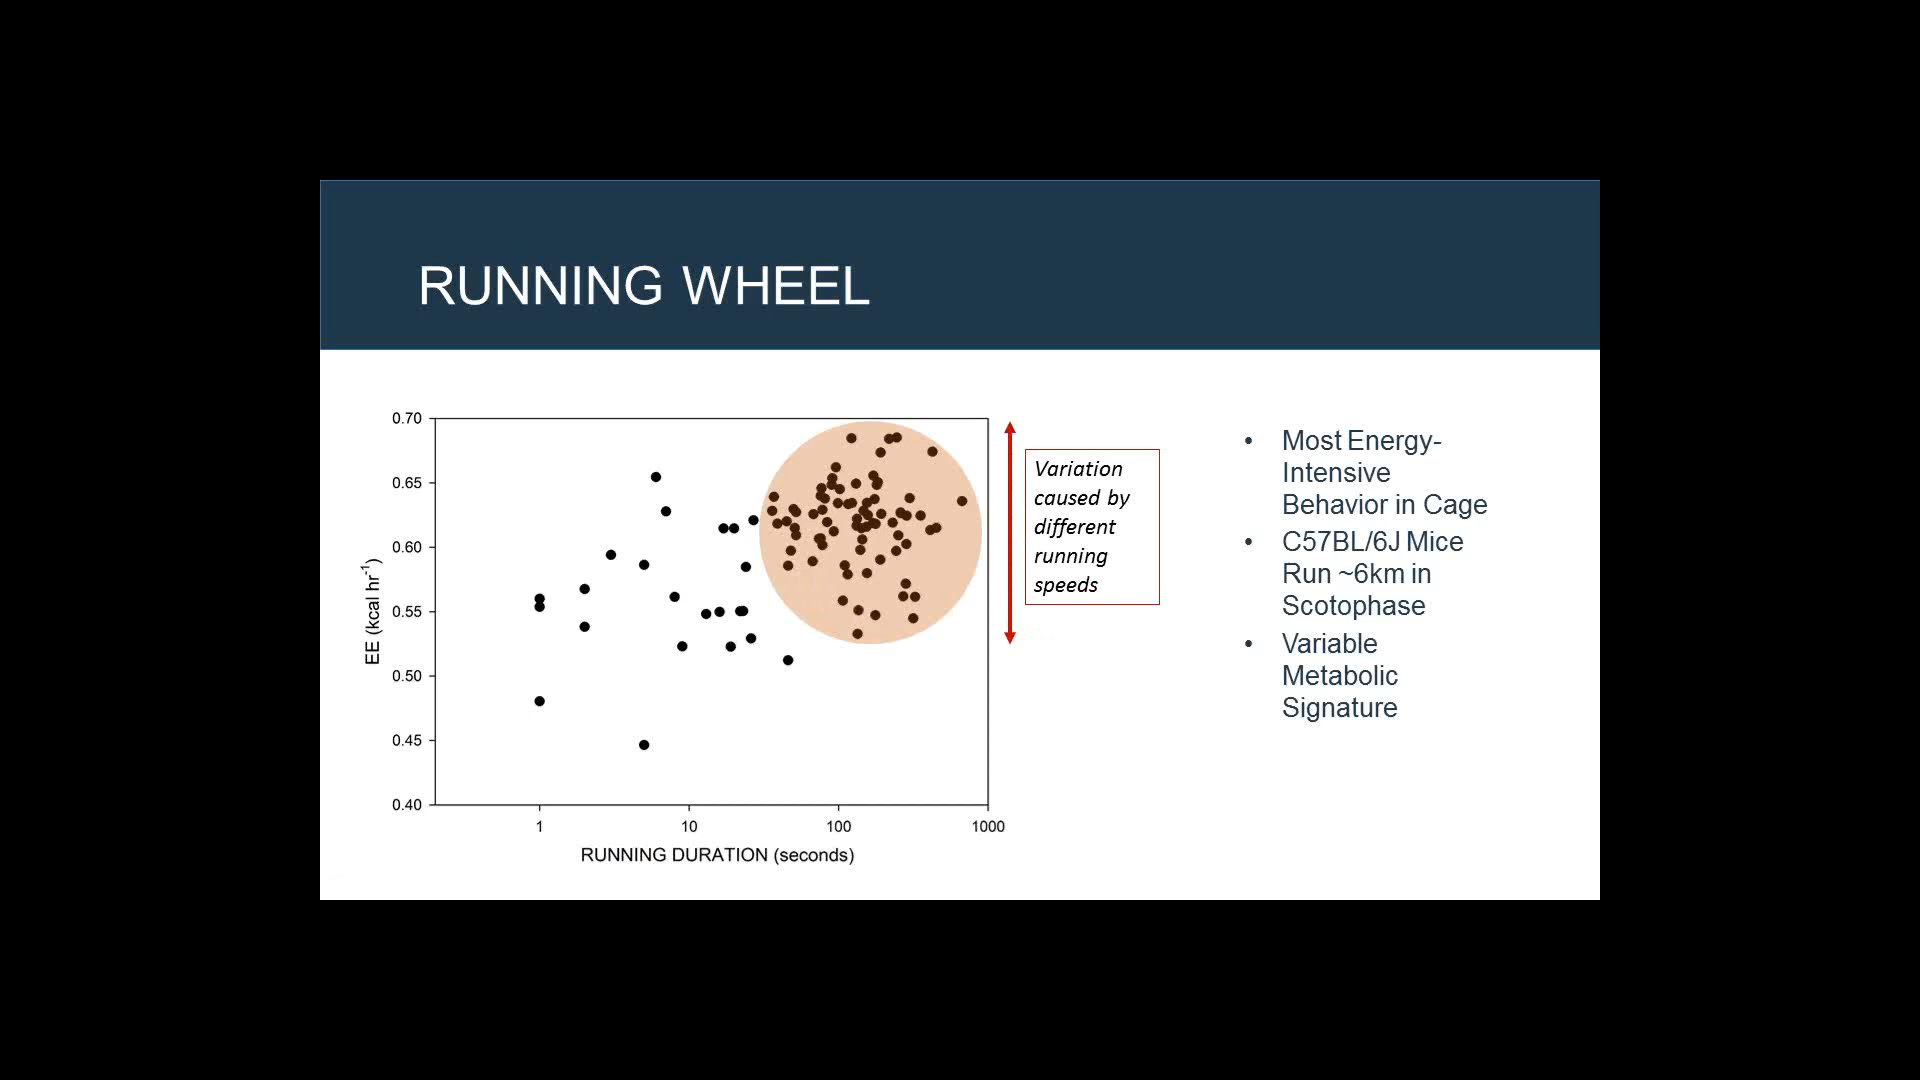 RUNNING WHEEL
0.70
0.65
0.60
0.55
0.50
0.45
0.40
EE (kcal hr-1)
1
10
100
1000
RUNNING DURATION (seconds)
Variation
caused by
different
running
speeds
• Most Energy-
Intensive
Behavior in Cage
• C57BL/6J Mice
Run ~6km in
Scotophase
• Variable
Metabolic
Signature